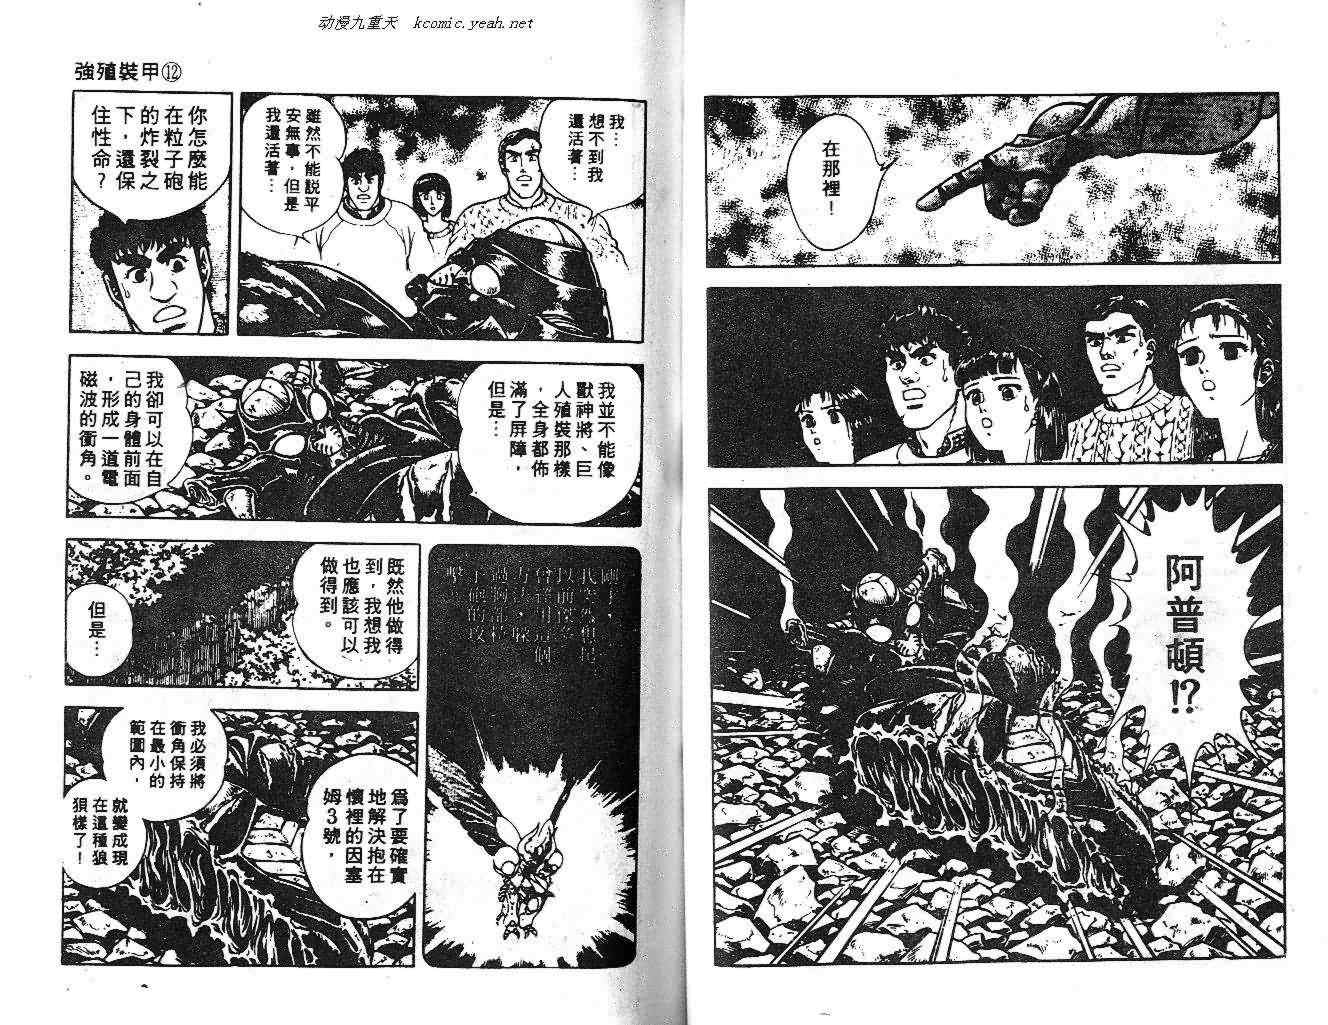 动漫九重天 kcomic.yeah.net
強殖裝甲⑫
在那裡！
阿普頓!?
我…
想不到我
還活著…
雖然不能説平
安無事，但是
我還活著…
你怎麼能
在粒子砲
的炸裂之
下，還保
住性命？
我並不能像
獸神將、巨
人殖裝那樣
，全身都佈
滿了屏障，
但是…
我卻可以在自
己的身體前面
，形成一道電
磁波的衝角。
既然他做得
到，我想我
也應該可以
做得到。
但是…
爲了要確實
地解決抱在
懷裡的因塞
姆3號，
我必須將
衝角保持
在最小的
範圍內，
就變成現
在這種狼
狽樣了！